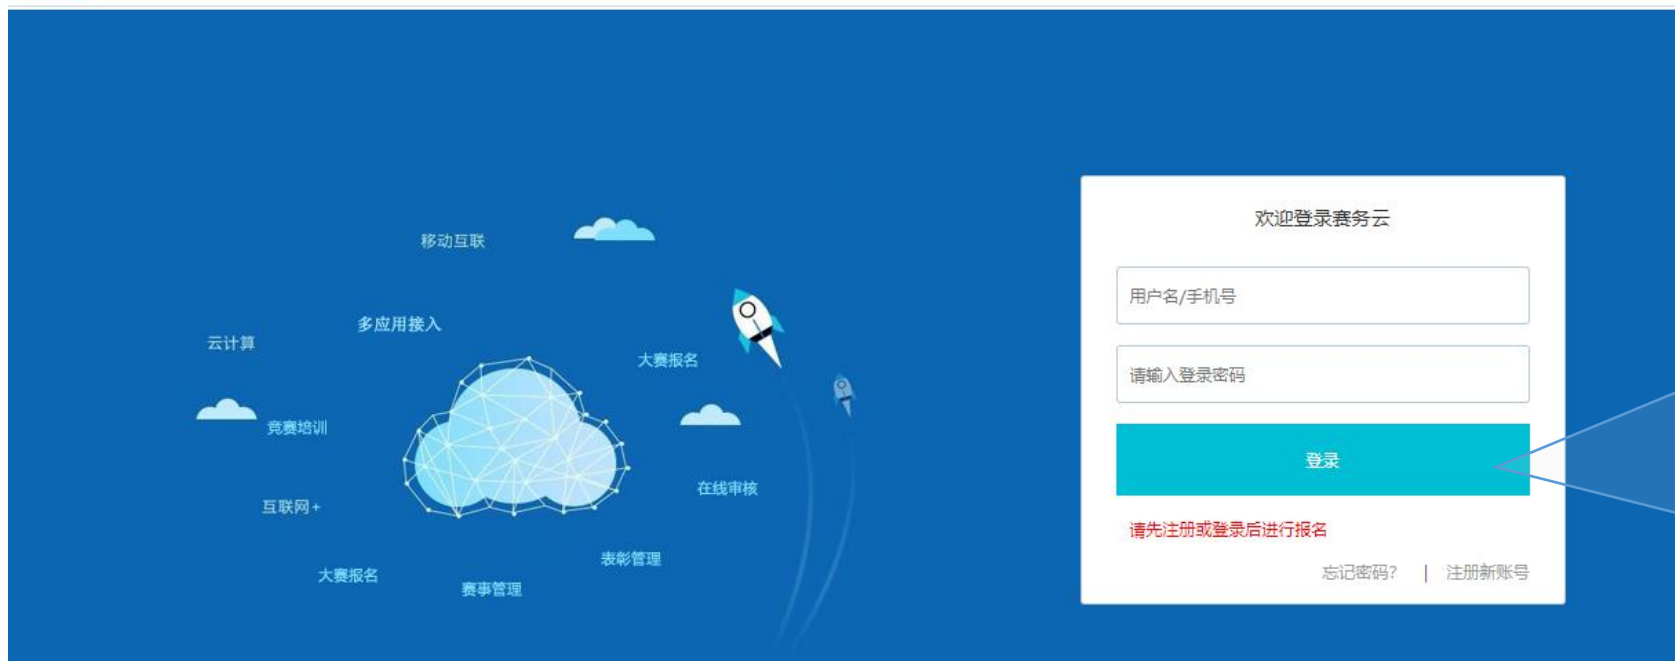 移动互联
多应用接入
云计算
大赛报名
竞赛培训
在线审核
互联网+
表彰管理
大赛报名
赛事管理
欢迎登录赛务云
用户名/手机号
请输入登录密码
登录
请先注册或登录后进行报名
忘记密码? | 注册新账号